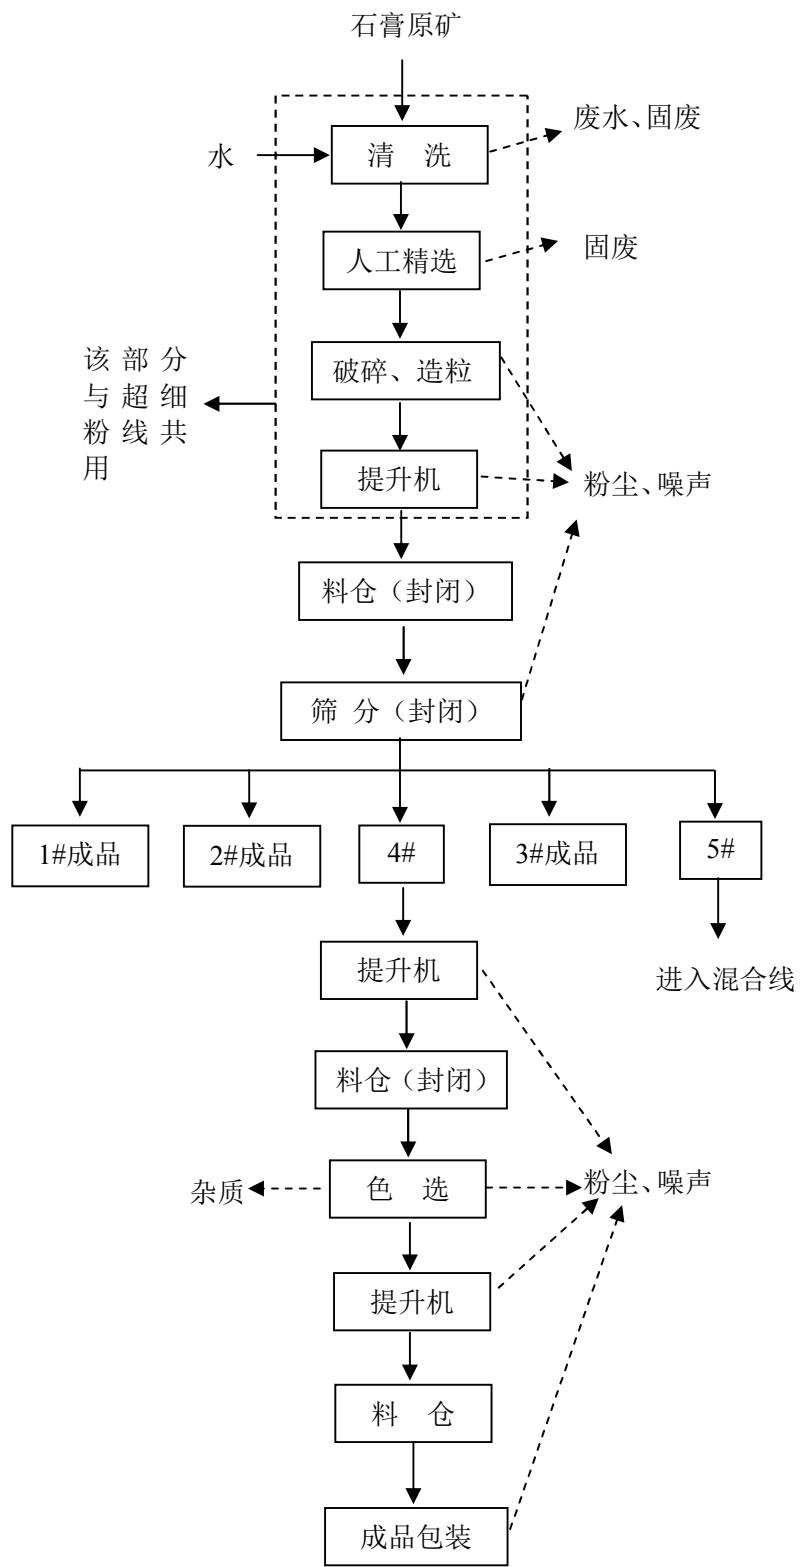 石膏原矿
废水、固废
水
清 洗
人工精选
固废
该部分
与超细
粉线共
用
破碎、造粒
提升机
粉尘、噪声
料仓（封闭）
筛 分（封闭）
1#成品
2#成品
4#
3#成品
5#
提升机
进入混合线
料仓（封闭）
杂质
色 选
粉尘、噪声
提升机
料 仓
成品包装